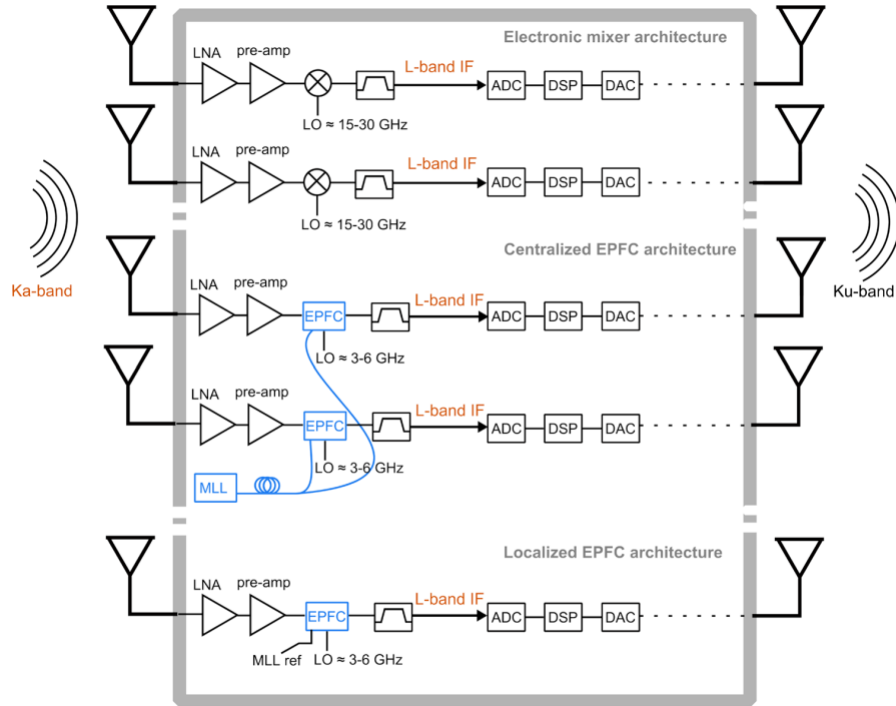 Electronic mixer architecture
LNA pre-amp
L-band IF
ADC DSP DAC
LO ≈ 15-30 GHz
LNA pre-amp
L-band IF
ADC DSP DAC
LO ≈ 15-30 GHz
Ka-band
Ku-band
Centralized EPFC architecture
LNA pre-amp
L-band IF
EPFC
ADC DSP DAC
LO ≈ 3-6 GHz
LNA pre-amp
L-band IF
EPFC
ADC DSP DAC
LO ≈ 3-6 GHz
MLL
Localized EPFC architecture
LNA pre-amp
L-band IF
EPFC
ADC DSP DAC
MLL ref LO ≈ 3-6 GHz